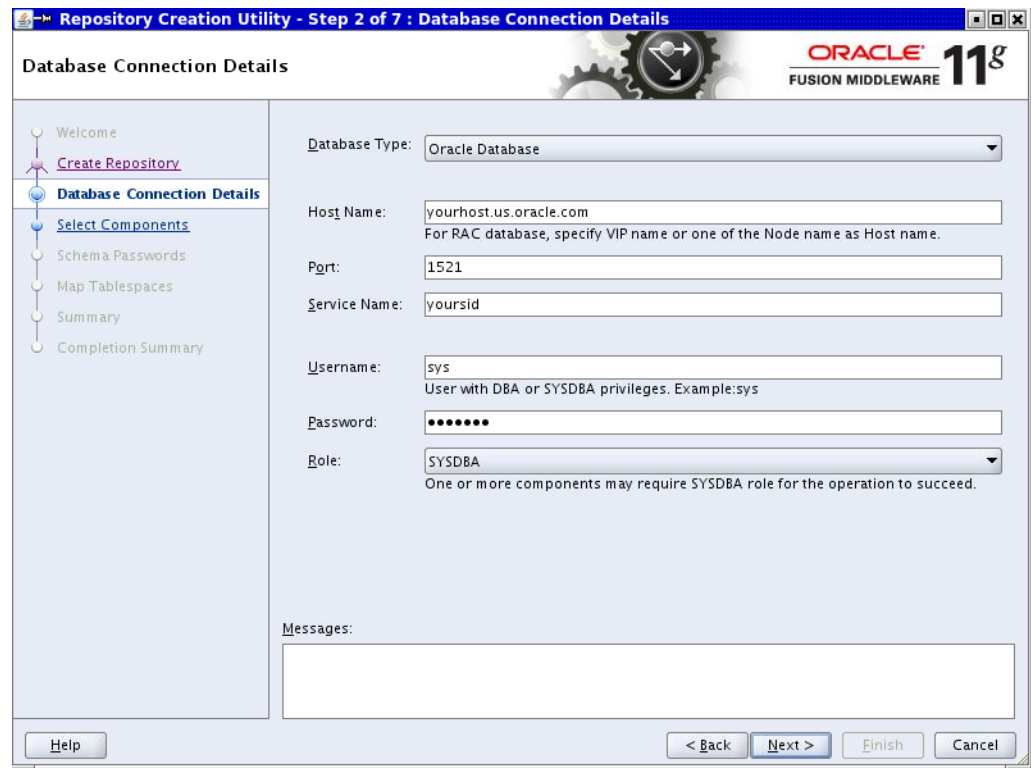 Repository Creation Utility - Step 2 of 7 : Database Connection Details
Database Connection Details
ORACLE
FUSION MIDDLEWARE
11g
Welcome
Create Repository
Database Connection Details
Select Components
Schema Passwords
Map Tablespaces
Summary
Completion Summary
Database Type: Oracle Database
Host Name: yourhost.us.oracle.com
For RAC database, specify VIP name or one of the Node name as Host name.
Port: 1521
Service Name: yoursid
Username: sys
User with DBA or SYSDBA privileges. Example:sys
Password: •••••••
Role: SYSDBA
One or more components may require SYSDBA role for the operation to succeed.
Messages:
Help
< Back
Next >
Finish
Cancel